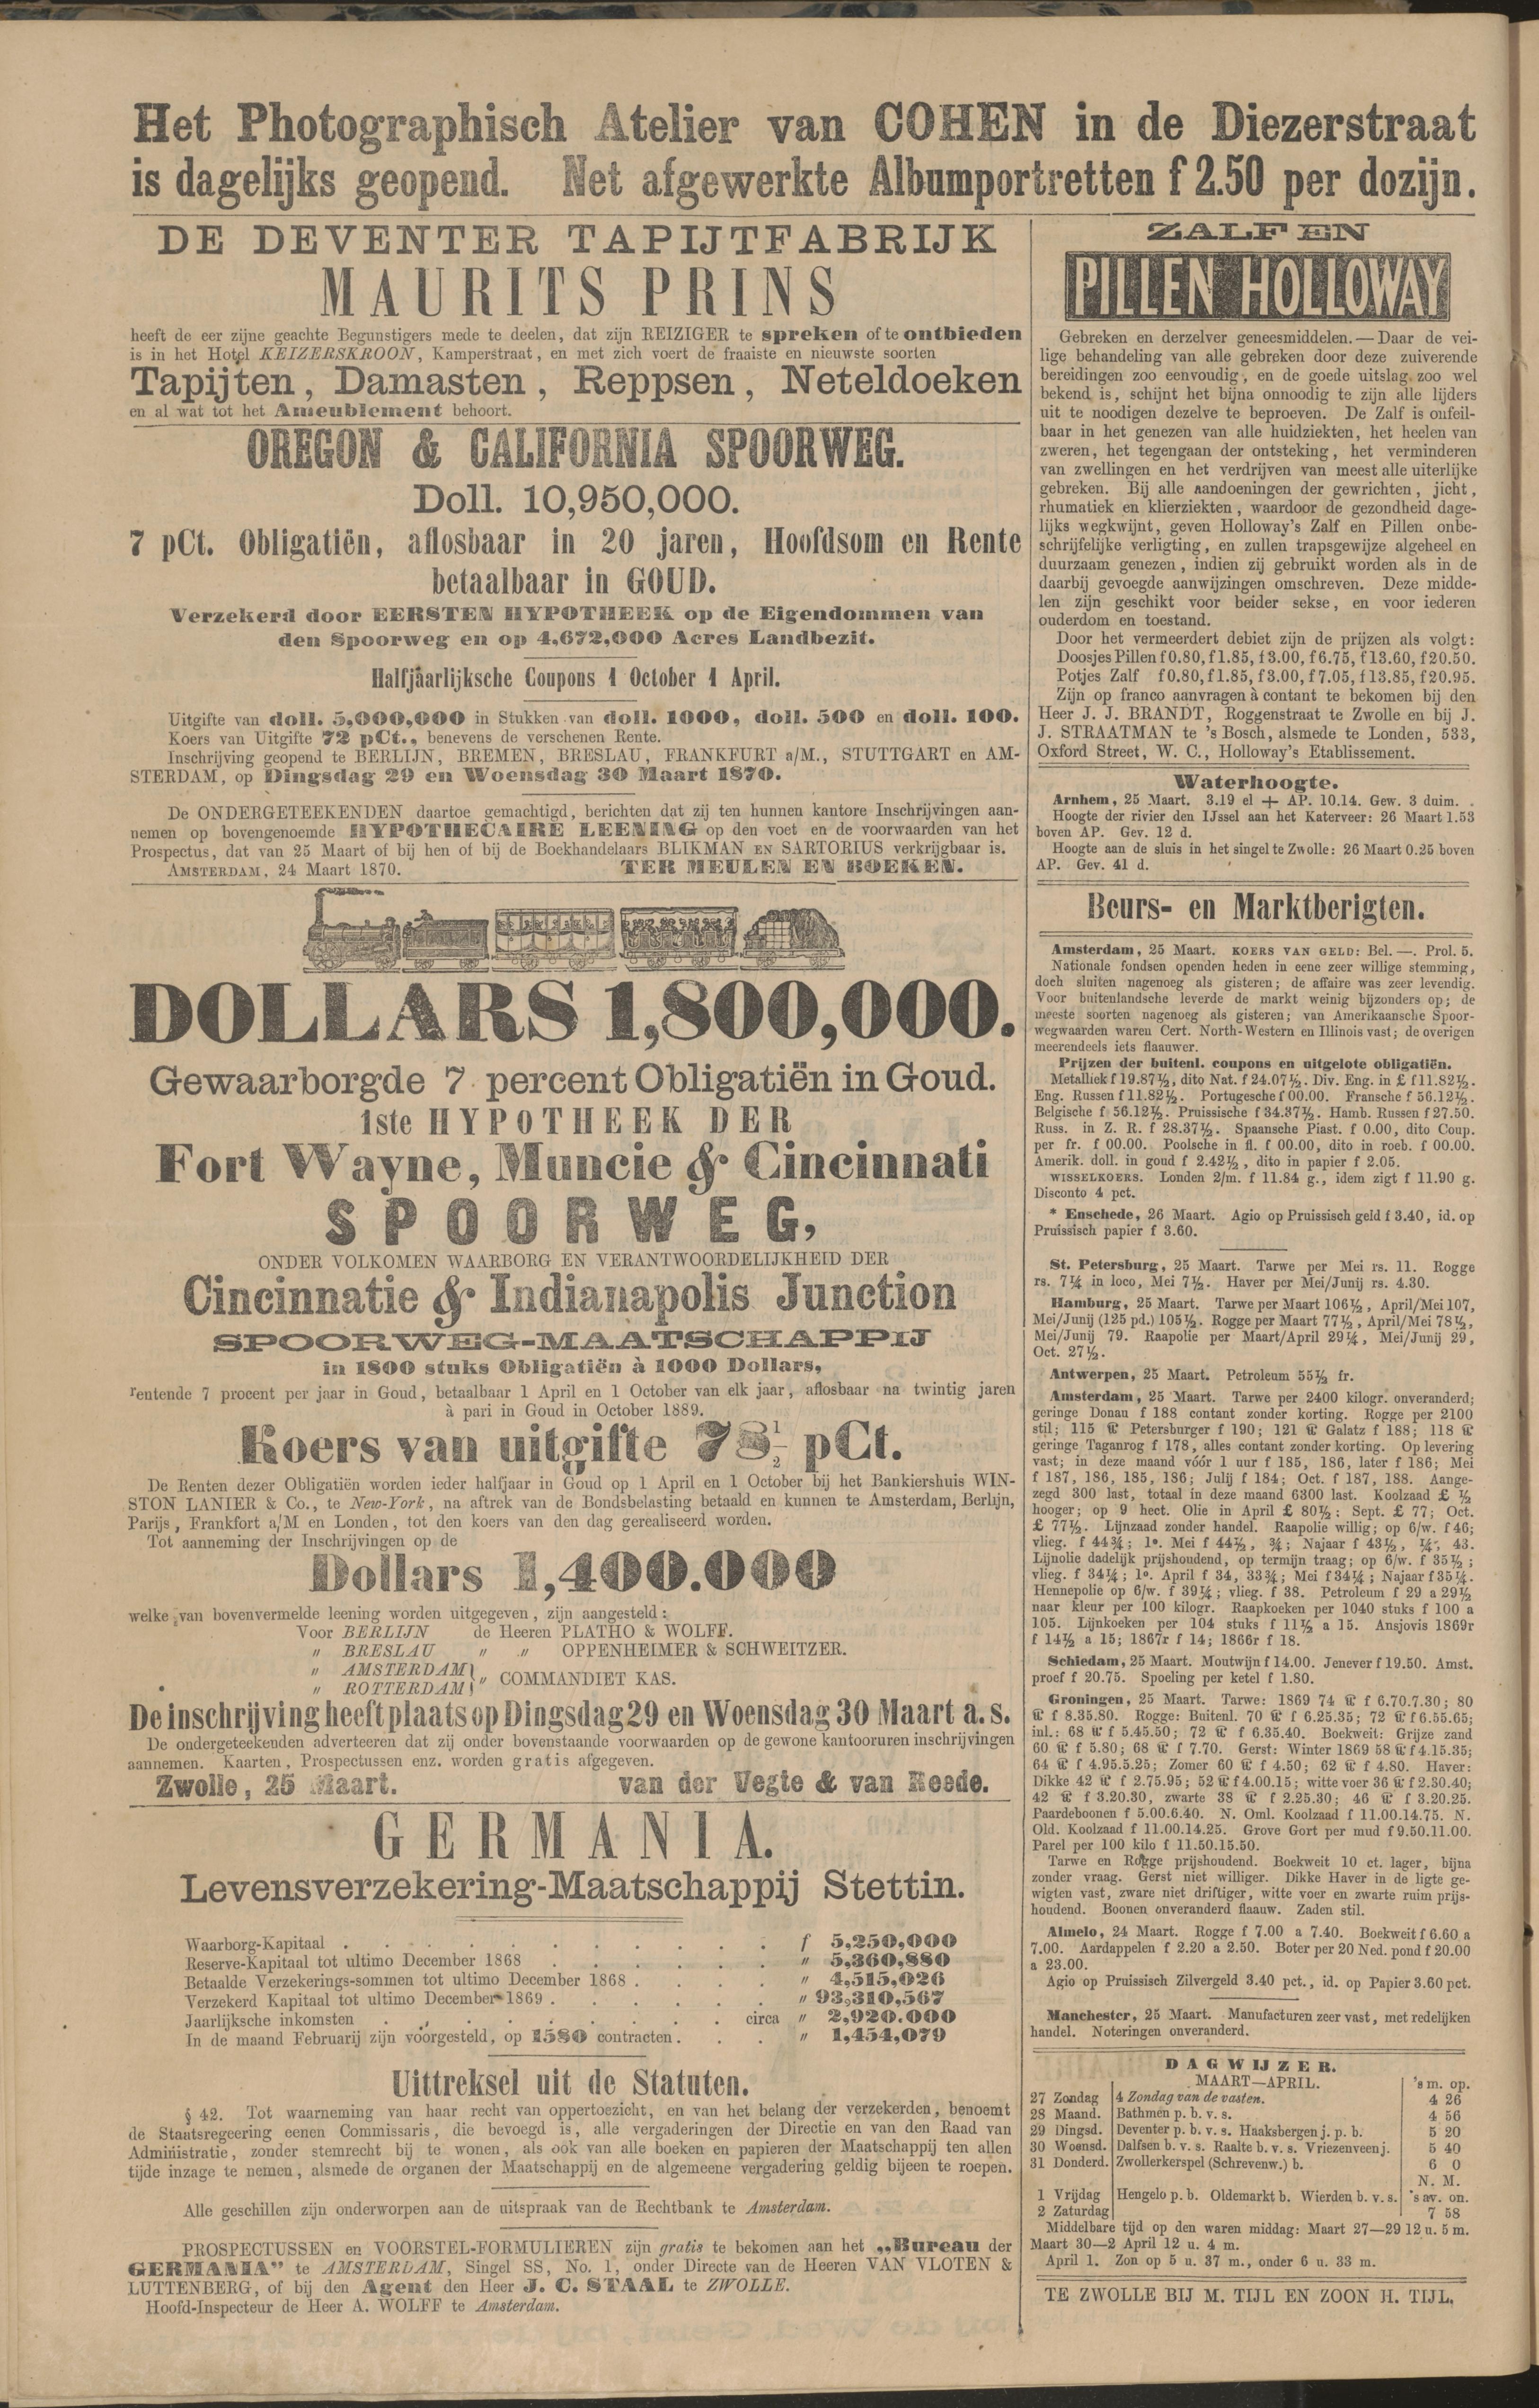 Het Photographisch Atelier van COHEN in de Diezerstraat
is dagelijks geopend. Net afgewerkte Albumportretten f 2.50 per dozijn.
DE DEVENTER TAPIJTFABRIJK
MAURITS PRINS
heeft de eer zijne geachte Begunstigers mede te deelen, dat zijn REIZIGER te spreken of te ontbieden
is in het Hotel KEIZERSKROON, Kamperstraat, en met zich voert de fraaiste en nieuwste soorten
Tapijten, Damasten, Reppsen, Neteldoeken
en al wat tot het Ameublement behoort.
OREGON & CALIFORNIA SPOORWEG.
Doll. 10,950,000.
7 pCt. Obligatiën, aflosbaar in 20 jaren, Hoofdsom en Rente
betaalbaar in GOUD.
Verzekerd door EERSTEN HYPOTHEEK op de Eigendommen van
den Spoorweg en op 4,672,000 Acres Landbezit.
Halfjaarlijksche Coupons 1 October 1 April.
Uitgifte van doll. 5,000,000 in Stukken van doll. 1000, doll. 500 en doll. 100.
Koers van Uitgifte 72 pCt., benevens de verschenen Rente.
Inschrijving geopend te BERLIJN, BREMEN, BRESLAU, FRANKFURT a/M., STUTTGART en AM-
STERDAM, op Dingsdag 29 en Woensdag 30 Maart 1870.
De ONDERGETEEKENDEN daartoe gemachtigd, berichten dat zij ten hunnen kantore Inschrijvingen aan-
nemen op bovengenoemde HYPOTHECAIRE LEENING op den voet en de voorwaarden van het
Prospectus, dat van 25 Maart of bij hen of bij de Boekhandelaars BLIKMAN EN SARTORIUS verkrijgbaar is.
AMSTERDAM, 24 Maart 1870. TER MEULEN EN BOEKEN.
DOLLARS 1,800,000.
Gewaarborgde 7 percent Obligatiën in Goud.
1ste HYPOTHEEK DER
Fort Wayne, Muncie & Cincinnati
SPOORWEG,
ONDER VOLKOMEN WAARBORG EN VERANTWOORDELIJKHEID DER
Cincinnatie & Indianapolis Junction
SPOORWEG-MAATSCHAPPIJ
in 1800 stuks Obligatiën à 1000 Dollars,
rentende 7 procent per jaar in Goud, betaalbaar 1 April en 1 October van elk jaar, aflosbaar na twintig jaren
à pari in Goud in October 1889.
Koers van uitgifte 78 1/2 pCt.
De Renten dezer Obligatiën worden ieder halfjaar in Goud op 1 April en 1 October bij het Bankiershuis WIN-
STON LANIER & Co., te New-York, na aftrek van de Bondsbelasting betaald en kunnen te Amsterdam, Berlijn,
Parijs, Frankfort a/M en Londen, tot den koers van den dag gerealiseerd worden.
Tot aanneming der Inschrijvingen op de
Dollars 1,400.000
welke van bovenvermelde leening worden uitgegeven, zijn aangesteld:
Voor BERLIJN de Heeren PLATHO & WOLFF.
" BRESLAU " " OPPENHEIMER & SCHWEITZER.
" AMSTERDAM
" ROTTERDAM } " COMMANDIET KAS.
De inschrijving heeft plaats op Dingsdag 29 en Woensdag 30 Maart a. s.
De ondergeteekenden adverteeren dat zij onder bovenstaande voorwaarden op de gewone kantooruren inschrijvingen
aannemen. Kaarten, Prospectussen enz. worden gratis afgegeven.
Zwolle, 25 Maart. van der Vegte & van Reede.
GERMANIA.
Levensverzekering-Maatschappij Stettin.
Waarborg-Kapitaal . . . f 5,250,000
Reserve-Kapitaal tot ultimo December 1868 . . . " 5,360,880
Betaalde Verzekerings-sommen tot ultimo December 1868 . . . " 4,515,026
Verzekerd Kapitaal tot ultimo December 1869 . . . " 93,310,567
Jaarlijksche inkomsten . . . circa " 2,920.000
In de maand Februarij zijn voorgesteld, op 1580 contracten . . . " 1,454,079
Uittreksel uit de Statuten.
§ 42. Tot waarneming van haar recht van oppertoezicht, en van het belang der verzekerden, benoemt
de Staatsregeering eenen Commissaris, die bevoegd is, alle vergaderingen der Directie en van den Raad van
Administratie, zonder stemrecht bij te wonen, als ook van alle boeken en papieren der Maatschappij ten allen
tijde inzage te nemen, alsmede de organen der Maatschappij en de algemeene vergadering geldig bijeen te roepen.
Alle geschillen zijn onderworpen aan de uitspraak van de Rechtbank te Amsterdam.
PROSPECTUSSEN en VOORSTEL-FORMULIEREN zijn gratis te bekomen aan het „Bureau der
GERMANIA" te AMSTERDAM, Singel SS, No. 1, onder Directe van de Heeren VAN VLOTEN &
LUTTENBERG, of bij den Agent den Heer J. C. STAAL te ZWOLLE.
Hoofd-Inspecteur de Heer A. WOLFF te Amsterdam.
ZALF EN
PILLEN HOLLOWAY
Gebreken en derzelver geneesmiddelen. — Daar de vei-
lige behandeling van alle gebreken door deze zuiverende
bereidingen zoo eenvoudig, en de goede uitslag zoo wel
bekend is, schijnt het bijna onnoodig te zijn alle lijders
uit te noodigen dezelve te beproeven. De Zalf is onfeil-
baar in het genezen van alle huidziekten, het heelen van
zweren, het tegengaan der ontsteking, het verminderen
van zwellingen en het verdrijven van meest alle uiterlijke
gebreken. Bij alle aandoeningen der gewrichten, jicht,
rhumatiek en klierziekten, waardoor de gezondheid dage-
lijks wegkwijnt, geven Holloway's Zalf en Pillen onbe-
schrijfelijke verligting, en zullen trapsgewijze algeheel en
duurzaam genezen, indien zij gebruikt worden als in de
daarbij gevoegde aanwijzingen omschreven. Deze midde-
len zijn geschikt voor beider sekse, en voor iederen
ouderdom en toestand.
Door het vermeerdert debiet zijn de prijzen als volgt:
Doosjes Pillen f 0.80, f 1.85, f 3.00, f 6.75, f 13.60, f 20.50.
Potjes Zalf f 0.80, f 1.85, f 3.00, f 7.05, f 13.85, f 20.95.
Zijn op franco aanvragen à contant te bekomen bij den
Heer J. J. BRANDT, Roggenstraat te Zwolle en bij J.
J. STRAATMAN te 's Bosch, alsmede te Londen, 533,
Oxford Street, W. C., Holloway's Etablissement.
Waterhoogte.
Arnhem, 25 Maart. 3.19 el + AP. 10.14. Gew. 3 duim.
Hoogte der rivier den IJssel aan het Katerveer: 26 Maart 1.53
boven AP. Gev. 12 d.
Hoogte aan de sluis in het singel te Zwolle: 26 Maart 0.25 boven
AP. Gev. 41 d.
Beurs- en Marktberigten.
Amsterdam, 25 Maart. KOERS VAN GELD: Bel. —. Prol. 5.
Nationale fondsen openden heden in eene zeer willige stemming,
doch sluiten nagenoeg als gisteren; de affaire was zeer levendig.
Voor buitenlandsche leverde de markt weinig bijzonders op; de
meeste soorten nagenoeg als gisteren; van Amerikaansche Spoor-
wegwaarden waren Cert. North-Western en Illinois vast; de overigen
meerendeels iets flaauwer.
Prijzen der buitenl. coupons en uitgelote obligatiën.
Metalliek f 19.87½, dito Nat. f 24.07½. Div. Eng. in £ f 11.82½.
Eng. Russen f 11.82½. Portugesche f 00.00. Fransche f 56.12½.
Belgische f 56.12½. Pruissische f 34.37½. Hamb. Russen f 27.50.
Russ. in Z. R. f 28.37½. Spaansche Piast. f 0.00, dito Coup.
per fr. f 00.00. Poolsche in fl. f 00.00, dito in roeb. f 00.00.
Amerik. doll. in goud f 2.42½, dito in papier f 2.05.
WISSELKOERS. Londen 2/m. f 11.84 g., idem zigt f 11.90 g.
Disconto 4 pct.
* Enschede, 26 Maart. Agio op Pruissisch geld f 3.40, id. op
Pruissisch papier f 3.60.
St. Petersburg, 25 Maart. Tarwe per Mei rs. 11. Rogge
rs. 7¼ in loco, Mei 7½. Haver per Mei/Junij rs. 4.30.
Hamburg, 25 Maart. Tarwe per Maart 106½, April/Mei 107,
Mei/Junij (125 pd.) 105½. Rogge per Maart 77½, April/Mei 78½,
Mei/Junij 79. Raapolie per Maart/April 29¼, Mei/Junij 29,
Oct. 27½.
Antwerpen, 25 Maart. Petroleum 55½ fr.
Amsterdam, 25 Maart. Tarwe per 2400 kilogr. onveranderd;
geringe Donau f 188 contant zonder korting. Rogge per 2100
stil; 115 ℔ Petersburger f 190; 121 ℔ Galatz f 188; 118 ℔
geringe Taganrog f 178, alles contant zonder korting. Op levering
vast; in deze maand vóór 1 uur f 185, 186, later f 186; Mei
f 187, 186, 185, 186; Julij f 184; Oct. f 187, 188. Aange-
zegd 300 last, totaal in deze maand 6300 last. Koolzaad £ ½
hooger; op 9 hect. Olie in April £ 80½; Sept. £ 77; Oct.
£ 77½. Lijnzaad zonder handel. Raapolie willig; op 6/w. f 46;
vlieg. f 44¾; 1°. Mei f 44½, ¾; Najaar f 43½, ¼, 43.
Lijnolie dadelijk prijshoudend, op termijn traag; op 6/w. f 35½;
vlieg. f 34¼; 1°. April f 34, 33¾; Mei f 34¼; Najaar f 35¼.
Hennepolie op 6/w. f 39¼; vlieg. f 38. Petroleum f 29 a 29½
naar kleur per 100 kilogr. Raapkoeken per 1040 stuks f 100 a
105. Lijnkoeken per 104 stuks f 11½ a 15. Ansjovis 1869r
f 14½ a 15; 1867r f 14; 1866r f 18.
Schiedam, 25 Maart. Moutwijn f 14.00. Jenever f 19.50. Amst.
proef f 20.75. Spoeling per ketel f 1.80.
Groningen, 25 Maart. Tarwe: 1869 74 ℔ f 6.70.7.30; 80
℔ f 8.35.80. Rogge: Buitenl. 70 ℔ f 6.25.35; 72 ℔ f 6.55.65;
inl.: 68 ℔ f 5.45.50; 72 ℔ f 6.35.40. Boekweit: Grijze zand
60 ℔ f 5.80; 68 ℔ f 7.70. Gerst: Winter 1869 58 ℔ f 4.15.35;
64 ℔ f 4.95.5.25; Zomer 60 ℔ f 4.50; 62 ℔ f 4.80. Haver:
Dikke 42 ℔ f 2.75.95; 52 ℔ f 4.00.15; witte voer 36 ℔ f 2.30.40;
42 ℔ f 3.20.30, zwarte 38 ℔ f 2.25.30; 46 ℔ f 3.20.25.
Paardeboonen f 5.00.6.40. N. Oml. Koolzaad f 11.00.14.75. N.
Old. Koolzaad f 11.00.14.25. Grove Gort per mud f 9.50.11.00.
Parel per 100 kilo f 11.50.15.50.
Tarwe en Rogge prijshoudend. Boekweit 10 ct. lager, bijna
zonder vraag. Gerst niet williger. Dikke Haver in de ligte ge-
wigten vast, zware niet driftiger, witte voer en zwarte ruim prijs-
houdend. Boonen onveranderd flaauw. Zaden stil.
Almelo, 24 Maart. Rogge f 7.00 a 7.40. Boekweit f 6.60 a
7.00. Aardappelen f 2.20 a 2.50. Boter per 20 Ned. pond f 20.00
a 23.00.
Agio op Pruissisch Zilvergeld 3.40 pct., id. op Papier 3.60 pct.
Manchester, 25 Maart. Manufacturen zeer vast, met redelijken
handel. Noteringen onveranderd.
DAGWIJZER.
MAART—APRIL. 's m. op.
27 Zondag 4 Zondag van de vasten. 4 26
28 Maand. Bathmen p. b. v. s. 4 56
29 Dingsd. Deventer p. b. v. s. Haaksbergen j. p. b. 5 20
30 Woensd. Dalfsen b. v. s. Raalte b. v. s. Vriezenveen j. 5 40
31 Donderd. Zwollerkerspel (Schrevenw.) b. 6 0
N. M.
1 Vrijdag Hengelo p. b. Oldemarkt b. Wierden b. v. s. 's av. on.
2 Zaturdag 7 58
Middelbare tijd op den waren middag: Maart 27—29 12 u. 5 m.
Maart 30—2 April 12 u. 4 m.
April 1. Zon op 5 u. 37 m., onder 6 u. 33 m.
TE ZWOLLE BIJ M. TIJL EN ZOON H. TIJL.